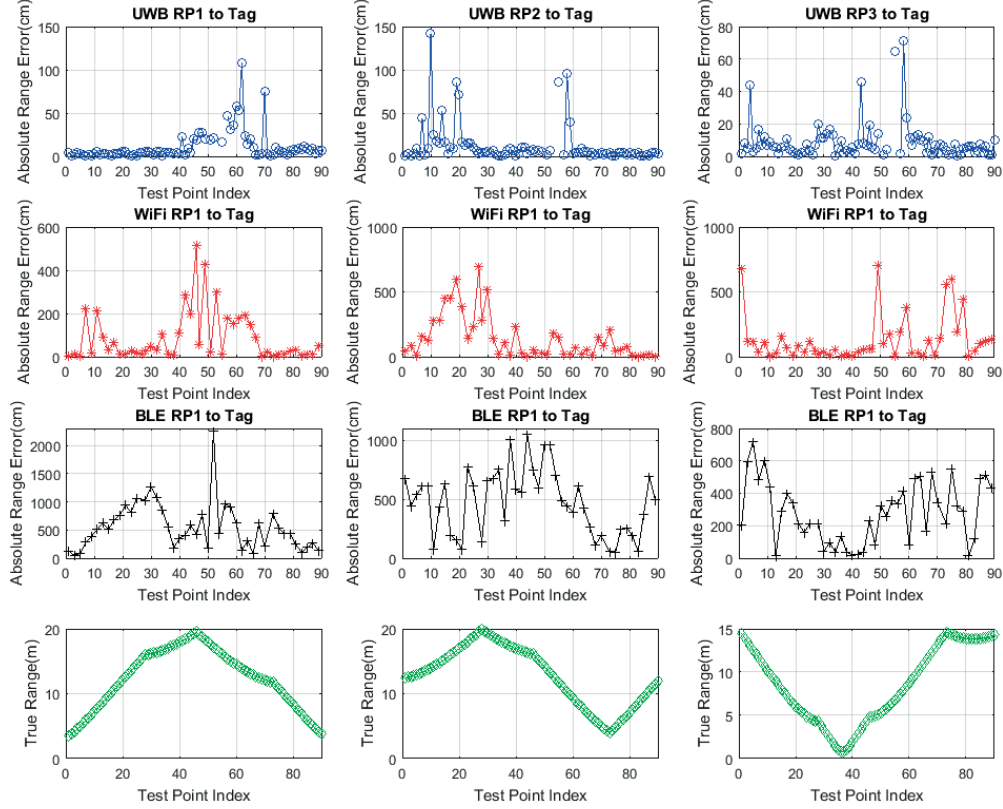 UWB RP1 to Tag
Absolute Range Error(cm)
150
100
50
0
0 10 20 30 40 50 60 70 80 90
Test Point Index
UWB RP2 to Tag
Absolute Range Error(cm)
150
100
50
0
0 10 20 30 40 50 60 70 80 90
Test Point Index
UWB RP3 to Tag
Absolute Range Error(cm)
80
60
40
20
0
0 10 20 30 40 50 60 70 80 90
Test Point Index
WiFi RP1 to Tag
Absolute Range Error(cm)
600
400
200
0
0 10 20 30 40 50 60 70 80 90
Test Point Index
WiFi RP1 to Tag
Absolute Range Error(cm)
1000
500
0
0 10 20 30 40 50 60 70 80 90
Test Point Index
WiFi RP1 to Tag
Absolute Range Error(cm)
1000
500
0
0 10 20 30 40 50 60 70 80 90
Test Point Index
BLE RP1 to Tag
Absolute Range Error(cm)
2000
1500
1000
500
0
0 10 20 30 40 50 60 70 80 90
Test Point Index
BLE RP1 to Tag
Absolute Range Error(cm)
1000
500
0
0 10 20 30 40 50 60 70 80 90
Test Point Index
BLE RP1 to Tag
Absolute Range Error(cm)
800
600
400
200
0
0 10 20 30 40 50 60 70 80 90
Test Point Index
True Range(m)
20
10
0
0 20 40 60 80
Test Point Index
True Range(m)
20
10
0
0 20 40 60 80
Test Point Index
True Range(m)
15
10
5
0
0 20 40 60 80
Test Point Index